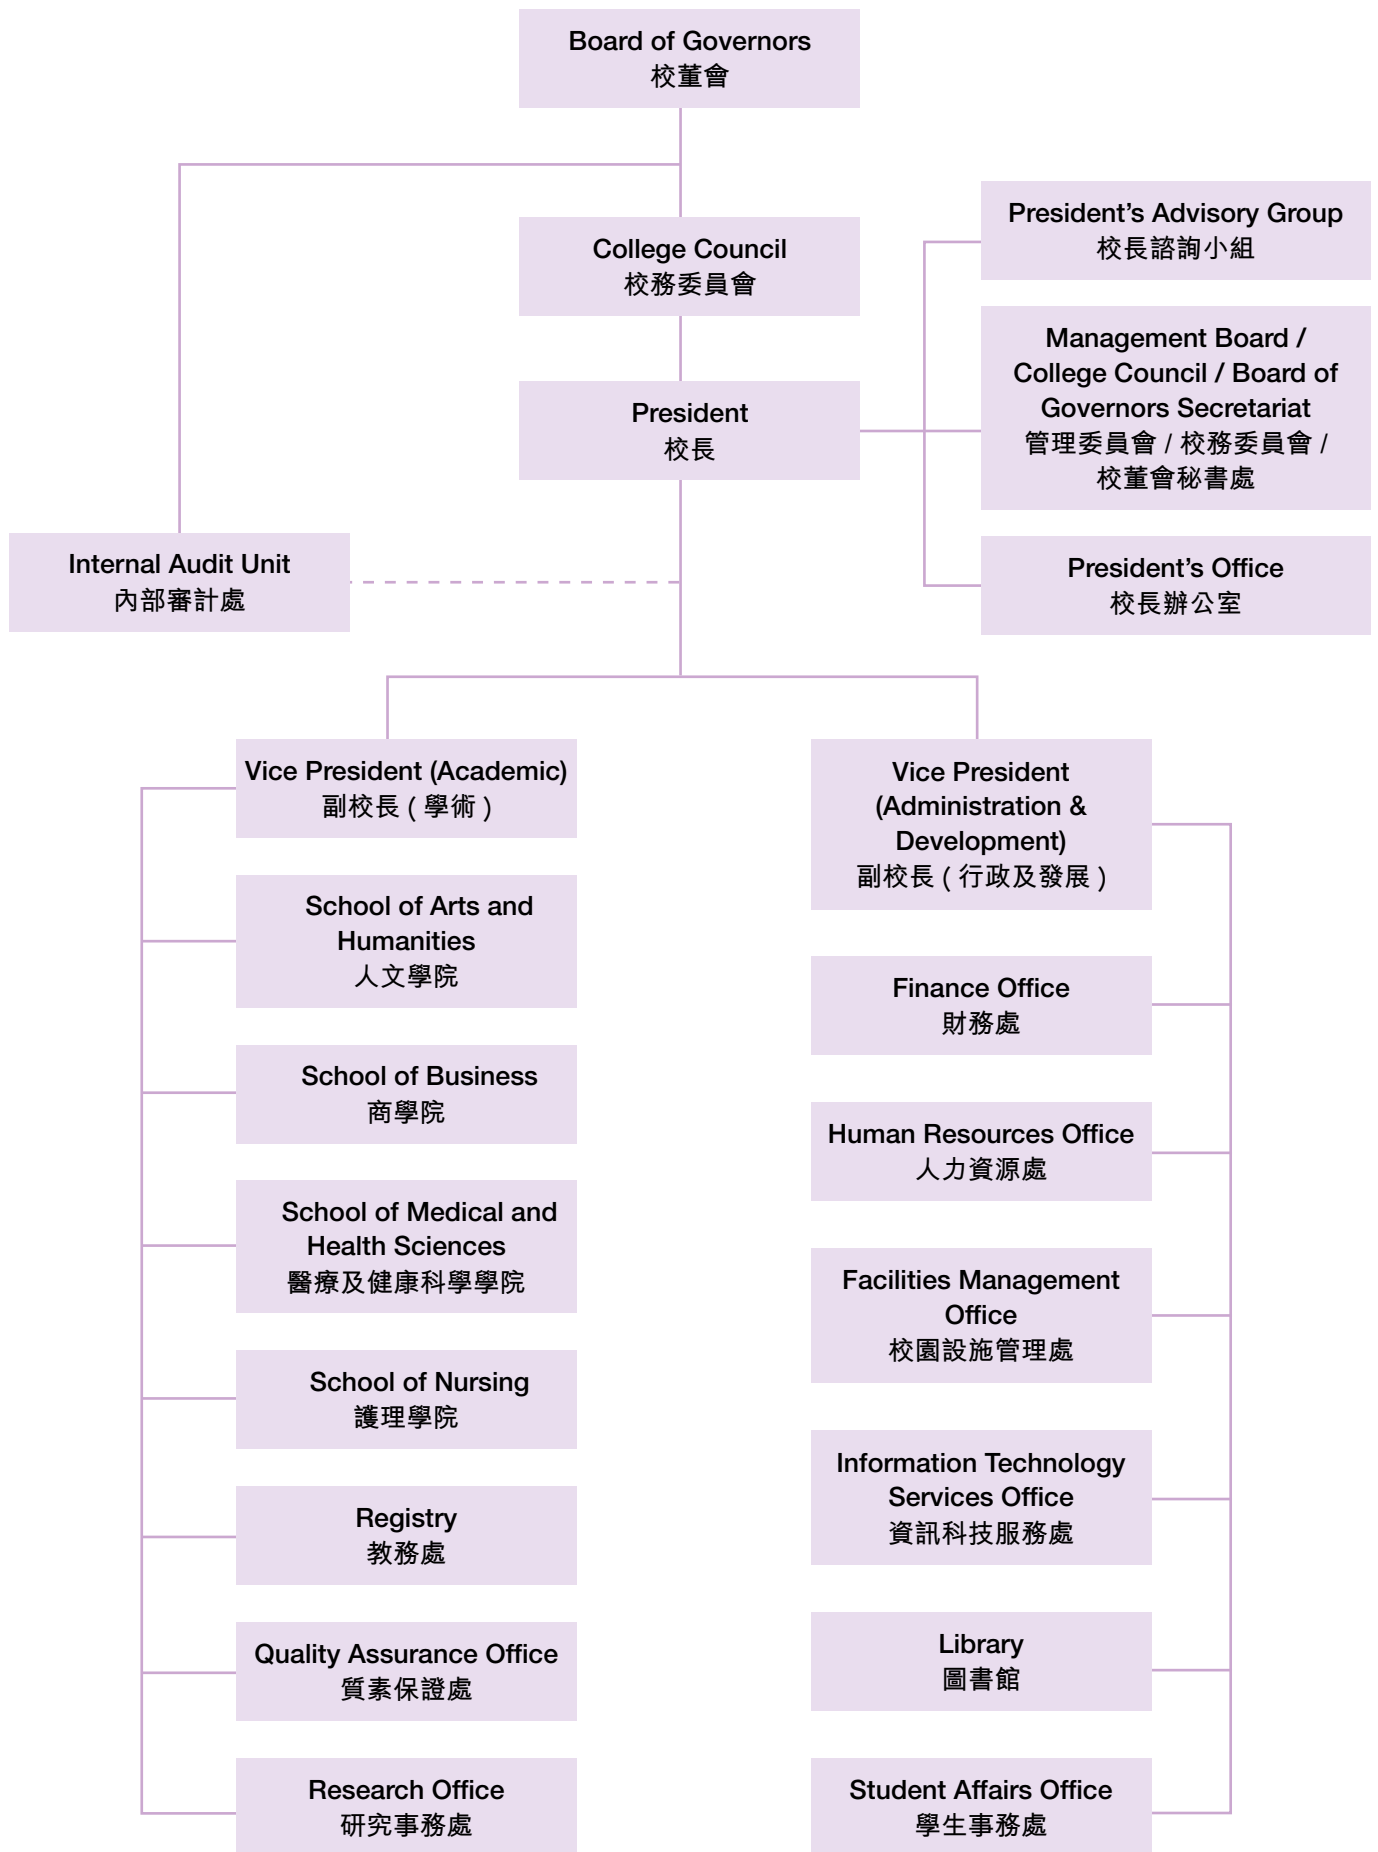 Board of Governors
校董會
College Council
校務委員會
President’s Advisory Group
校長諮詢小組
Management Board /
College Council / Board of
Governors Secretariat
管理委員會 / 校務委員會 /
校董會秘書處
President
校長
Internal Audit Unit
內部審計處
President’s Office
校長辦公室
Vice President (Academic)
副校長 ( 學術 )
School of Arts and
Humanities
人文學院
School of Business
商學院
School of Medical and
Health Sciences
醫療及健康科學學院
School of Nursing
護理學院
Registry
教務處
Quality Assurance Office
質素保證處
Research Office
研究事務處
Vice President
(Administration &
Development)
副校長 ( 行政及發展 )
Finance Office
財務處
Human Resources Office
人力資源處
Facilities Management
Office
校園設施管理處
Information Technology
Services Office
資訊科技服務處
Library
圖書館
Student Affairs Office
學生事務處